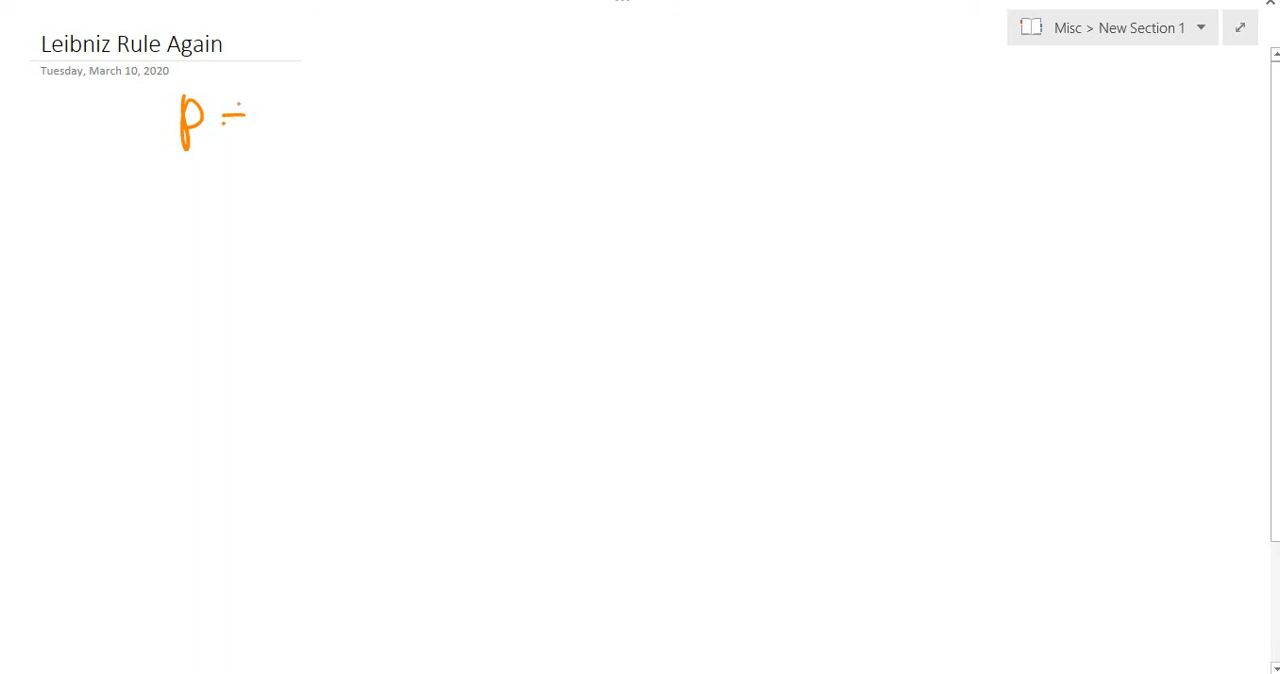 Misc > New Section 1
Leibniz Rule Again
Tuesday, March 10, 2020
p =